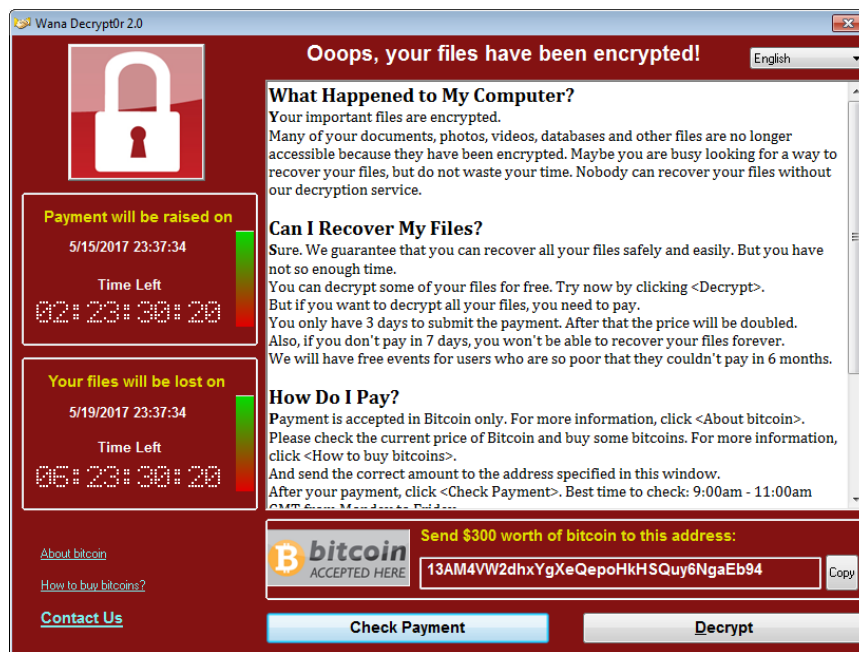 Wana Decrypt0r 2.0
Ooops, your files have been encrypted!
English
Payment will be raised on
5/15/2017 23:37:34
Time Left
02:23:30:20
Your files will be lost on
5/19/2017 23:37:34
Time Left
06:23:30:20
About bitcoin
How to buy bitcoins?
Contact Us
What Happened to My Computer?
Your important files are encrypted.
Many of your documents, photos, videos, databases and other files are no longer
accessible because they have been encrypted. Maybe you are busy looking for a way to
recover your files, but do not waste your time. Nobody can recover your files without
our decryption service.
Can I Recover My Files?
Sure. We guarantee that you can recover all your files safely and easily. But you have
not so enough time.
You can decrypt some of your files for free. Try now by clicking <Decrypt>.
But if you want to decrypt all your files, you need to pay.
You only have 3 days to submit the payment. After that the price will be doubled.
Also, if you don't pay in 7 days, you won't be able to recover your files forever.
We will have free events for users who are so poor that they couldn't pay in 6 months.
How Do I Pay?
Payment is accepted in Bitcoin only. For more information, click <About bitcoin>.
Please check the current price of Bitcoin and buy some bitcoins. For more information,
click <How to buy bitcoins>.
And send the correct amount to the address specified in this window.
After your payment, click <Check Payment>. Best time to check: 9:00am - 11:00am
GMT from Monday to Friday.
bitcoin
ACCEPTED HERE
Send $300 worth of bitcoin to this address:
13AM4VW2dhxYgXeQepoHkHSQuy6NgaEb94
Copy
Check Payment
Decrypt